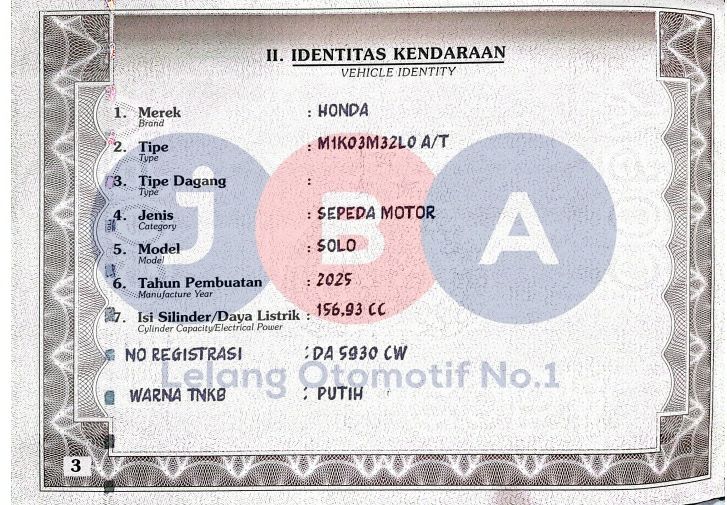 II. IDENTITAS KENDARAAN
VEHICLE IDENTITY
1. Merek : HONDA
Brand
2. Tipe : M1K03M32L0 A/T
Type
3. Tipe Dagang :
Type
4. Jenis : SEPEDA MOTOR
Category
5. Model : SOLO
Model
6. Tahun Pembuatan : 2025
Manufacture Year
7. Isi Silinder/Daya Listrik : 156.93 CC
Cylinder Capacity/Electrical Power
NO REGISTRASI : DA 5930 CW
WARNA TNKB : PUTIH
JBA
Lelang Otomotif No.1
3